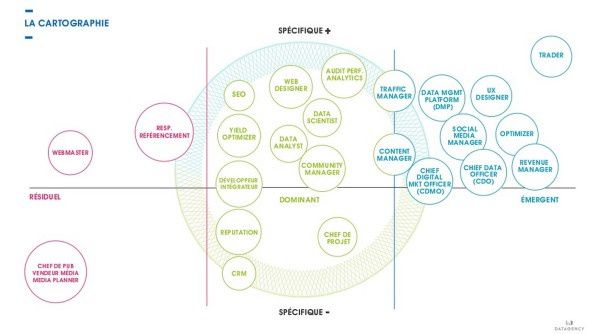 LA CARTOGRAPHIE
SPÉCIFIQUE +
TRADER
AUDIT PERF.
ANALYTICS
WEB
DESIGNER
SEO
TRAFFIC
MANAGER
DATA MGMT
PLATFORM
(DMP)
UX
DESIGNER
DATA
SCIENTIST
RESP.
RÉFÉRENCEMENT
YIELD
OPTIMIZER
DATA
ANALYST
SOCIAL
MEDIA
MANAGER
OPTIMIZER
WEBMASTER
CONTENT
MANAGER
COMMUNITY
MANAGER
CHIEF
DIGITAL
MKT OFFICER
(CDMO)
CHIEF DATA
OFFICER
(CDO)
REVENUE
MANAGER
DÉVELOPPEUR
INTÉGRATEUR
RÉSIDUEL
DOMINANT
ÉMERGENT
REPUTATION
CHEF DE
PROJET
CHEF DE PUB
VENDEUR MÉDIA
MEDIA PLANNER
CRM
SPÉCIFIQUE -
DATAGENCY